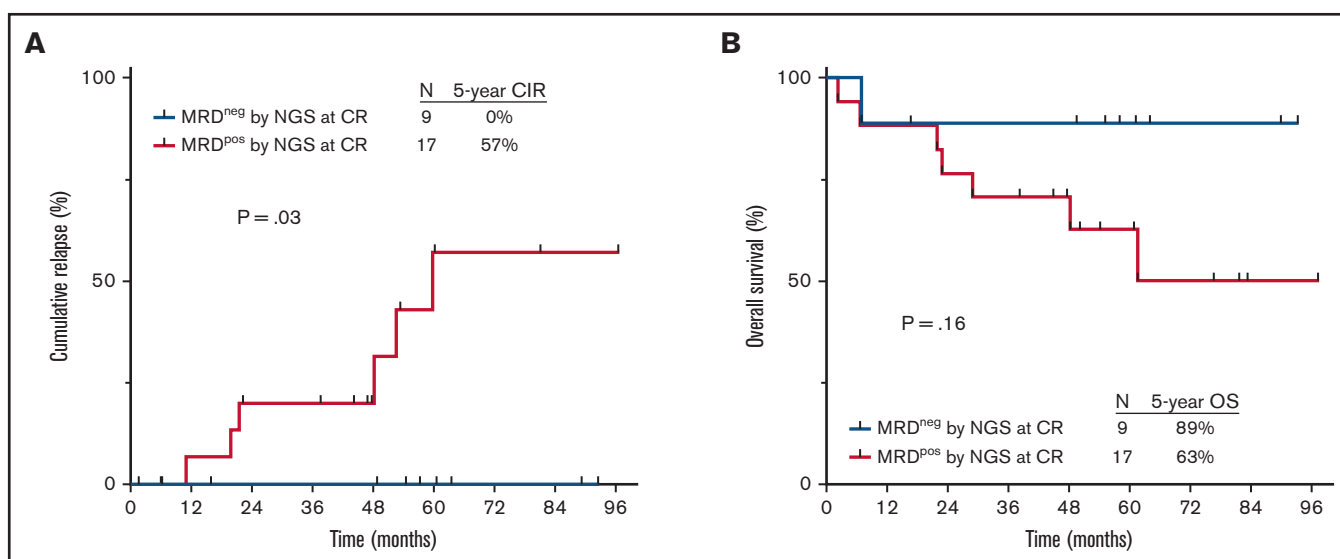 A
100
50
0
Cumulative relapse (%)
N 5-year CIR
MRDneg by NGS at CR 9 0%
MRDpos by NGS at CR 17 57%
P = .03
0 12 24 36 48 60 72 84 96
Time (months)
B
100
50
0
Overall survival (%)
P = .16
N 5-year OS
MRDneg by NGS at CR 9 89%
MRDpos by NGS at CR 17 63%
0 12 24 36 48 60 72 84 96
Time (months)